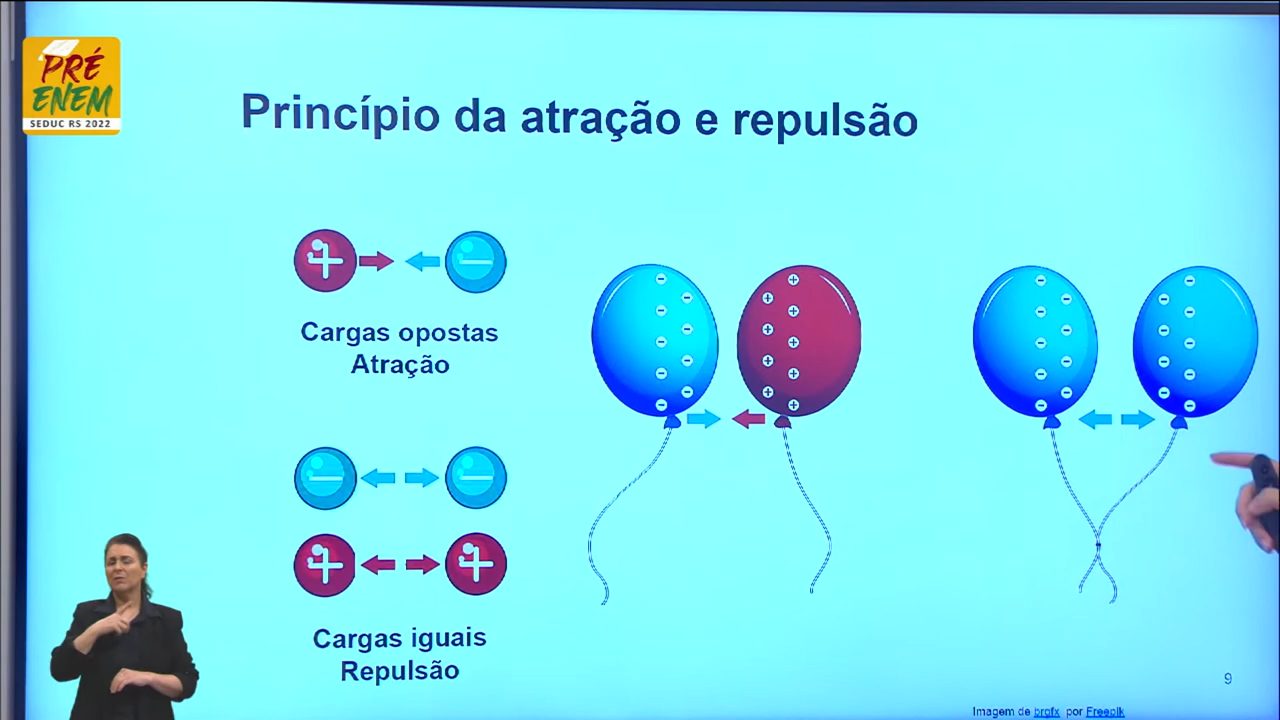 PRÉ
ENEM
SEDUC RS 2022
Princípio da atração e repulsão
Cargas opostas
Atração
Cargas iguais
Repulsão
9
Imagem de brgfx por Freepik